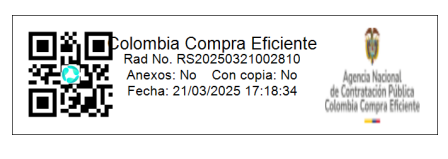 Colombia Compra Eficiente
Rad No. RS20250321002810
Anexos: No Con copia: No
Fecha: 21/03/2025 17:18:34
Agencia Nacional
de Contratación Pública
Colombia Compra Eficiente